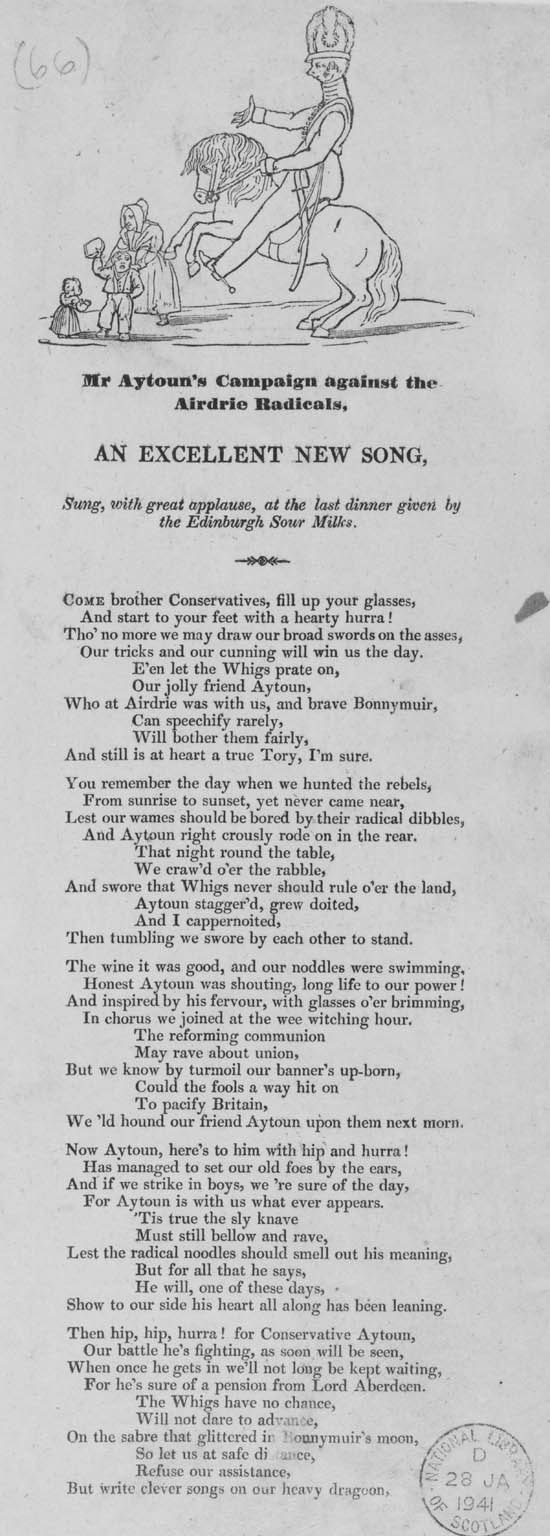 (66)
Mr Aytoun's Campaign against the
Airdrie Radicals,
AN EXCELLENT NEW SONG,
Sung, with great applause, at the last dinner given by
the Edinburgh Sour Milks.
COME brother Conservatives, fill up your glasses,
And start to your feet with a hearty hurra!
Tho' no more we may draw our broad swords on the asses,
Our tricks and our cunning will win us the day.
E'en let the Whigs prate on,
Our jolly friend Aytoun,
Who at Airdrie was with us, and brave Bonnymuir,
Can speechify rarely,
Will bother them fairly,
And still is at heart a true Tory, I'm sure.
You remember the day when we hunted the rebels,
From sunrise to sunset, yet never came near,
Lest our wames should be bored by their radical dibbles,
And Aytoun right crously rode on in the rear.
That night round the table,
We craw'd o'er the rabble,
And swore that Whigs never should rule o'er the land,
Aytoun stagger'd, grew doited,
And I cappernoited,
Then tumbling we swore by each other to stand.
The wine it was good, and our noddles were swimming,
Honest Aytoun was shouting, long life to our power!
And inspired by his fervour, with glasses o'er brimming,
In chorus we joined at the wee witching hour.
The reforming communion
May rave about union,
But we know by turmoil our banner's up-born,
Could the fools a way hit on
To pacify Britain,
We 'ld hound our friend Aytoun upon them next morn.
Now Aytoun, here's to him with hip and hurra!
Has managed to set our old foes by the ears,
And if we strike in boys, we 're sure of the day,
For Aytoun is with us what ever appears.
'Tis true the sly knave
Must still bellow and rave,
Lest the radical noodles should smell out his meaning,
But for all that he says,
He will, one of these days,
Show to our side his heart all along has been leaning.
Then hip, hip, hurra! for Conservative Aytoun,
Our battle he's fighting, as soon will be seen,
When once he gets in we'll not long be kept waiting,
For he's sure of a pension from Lord Aberdeen.
The Whigs have no chance,
Will not dare to advance,
On the sabre that glittered in Bonnymuir's moon,
So let us at safe distance,
Refuse our assistance,
But write clever songs on our heavy dragoon,
NATIONAL LIBRARY
D
28 JA
1941
OF SCOTLAND